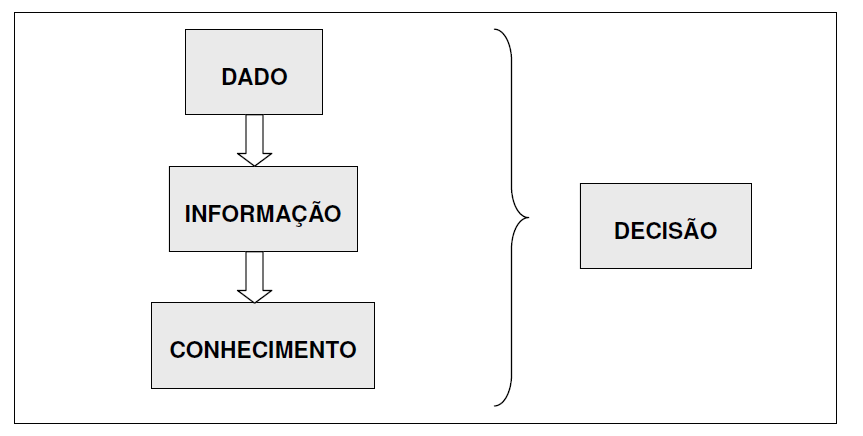 DADO
INFORMAÇÃO
CONHECIMENTO
DECISÃO